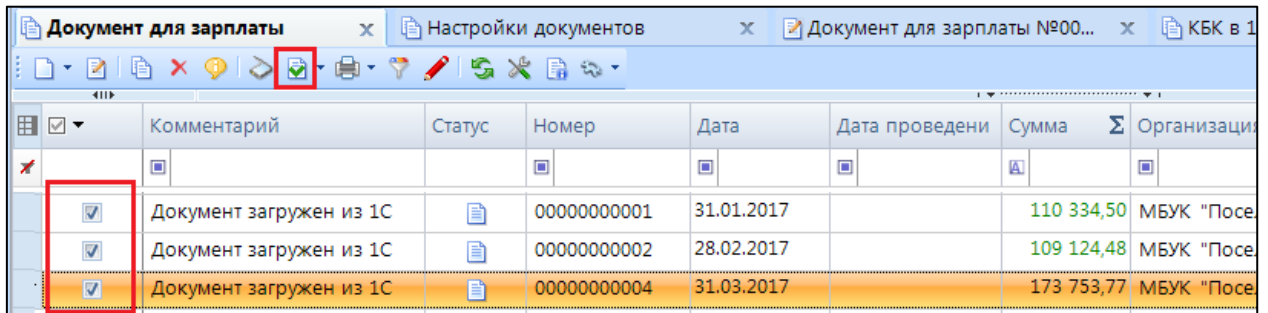 Документ для зарплаты x Настройки документов x Документ для зарплаты №00... x КБК в 1
Комментарий Статус Номер Дата Дата проведени Сумма Σ Организация
A
Документ загружен из 1С 00000000001 31.01.2017 110 334,50 МБУК "Посе.
Документ загружен из 1С 00000000002 28.02.2017 109 124,48 МБУК "Посе.
Документ загружен из 1С 00000000004 31.03.2017 173 753,77 МБУК "Посе.